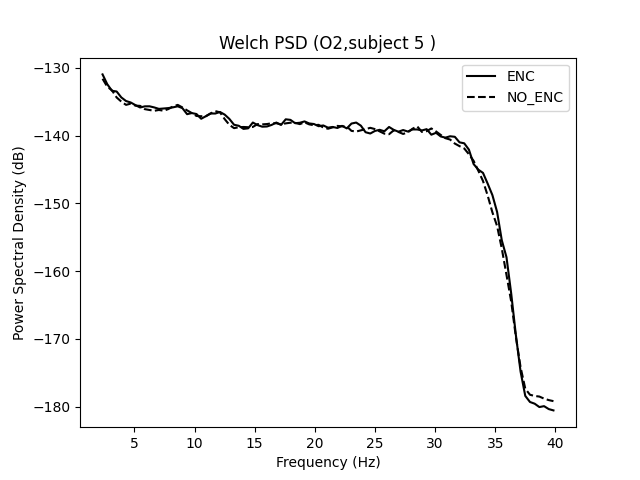 Welch PSD (O2,subject 5 )
ENC
NO_ENC
Power Spectral Density (dB)
−130
−140
−150
−160
−170
−180
5 10 15 20 25 30 35 40
Frequency (Hz)